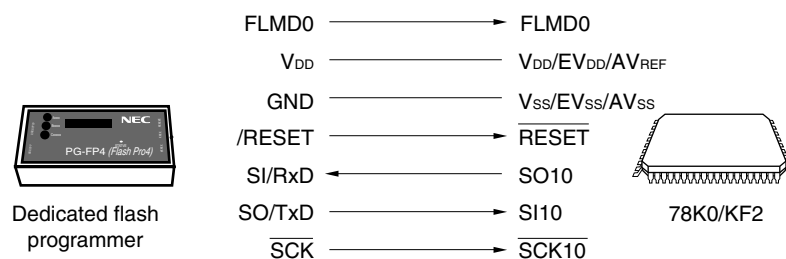 FLMD0 FLMD0
VDD VDD/EVDD/AVREF
GND VSS/EVSS/AVSS
/RESET RESET
SI/RxD SO10
SO/TxD SI10
SCK SCK10
NEC
PG-FP4 (Flash Pro4)
Dedicated flash
programmer
78K0/KF2